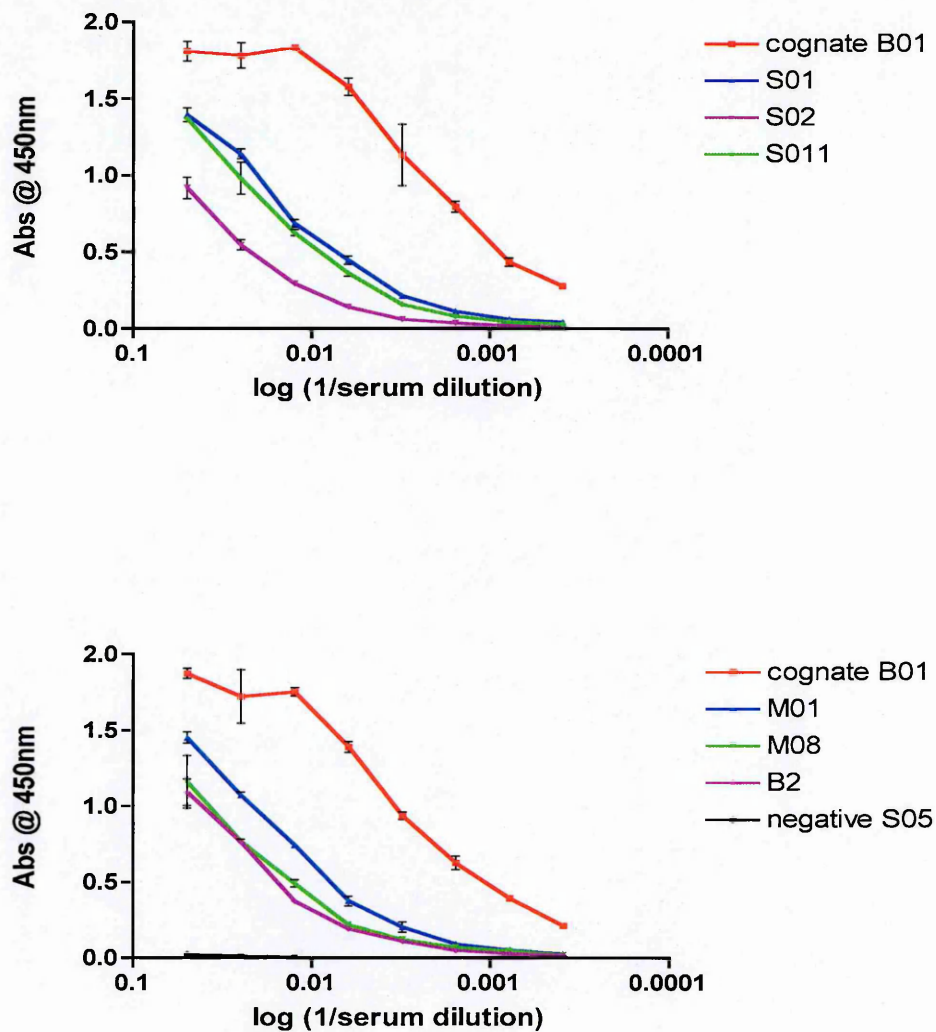 2.0
1.5
1.0
0.5
0.0
Abs @ 450nm
0.1
0.01
0.001
0.0001
log (1/serum dilution)
cognate B01
S01
S02
S011
2.0
1.5
1.0
0.5
0.0
Abs @ 450nm
0.1
0.01
0.001
0.0001
log (1/serum dilution)
cognate B01
M01
M08
B2
negative S05